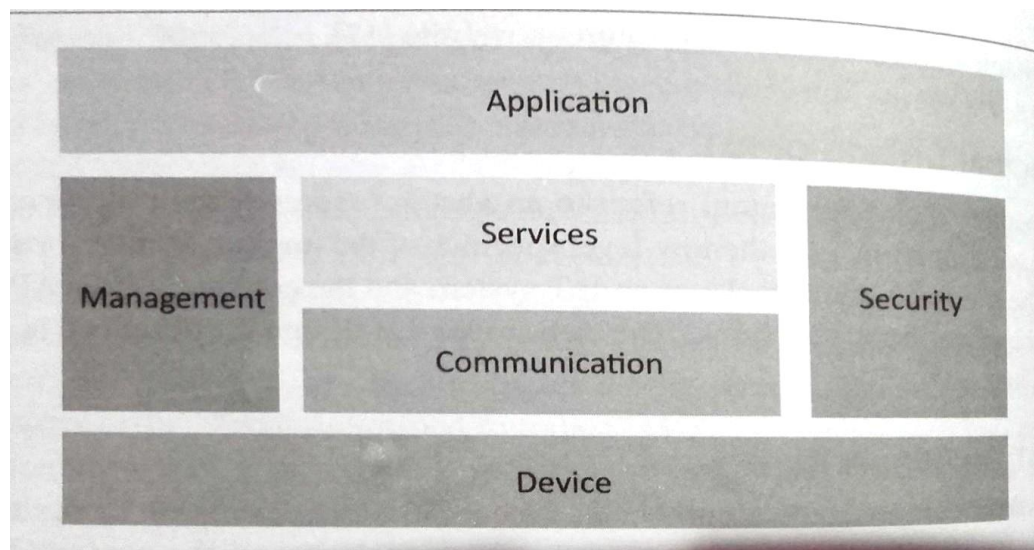 Application
Services
Management
Security
Communication
Device